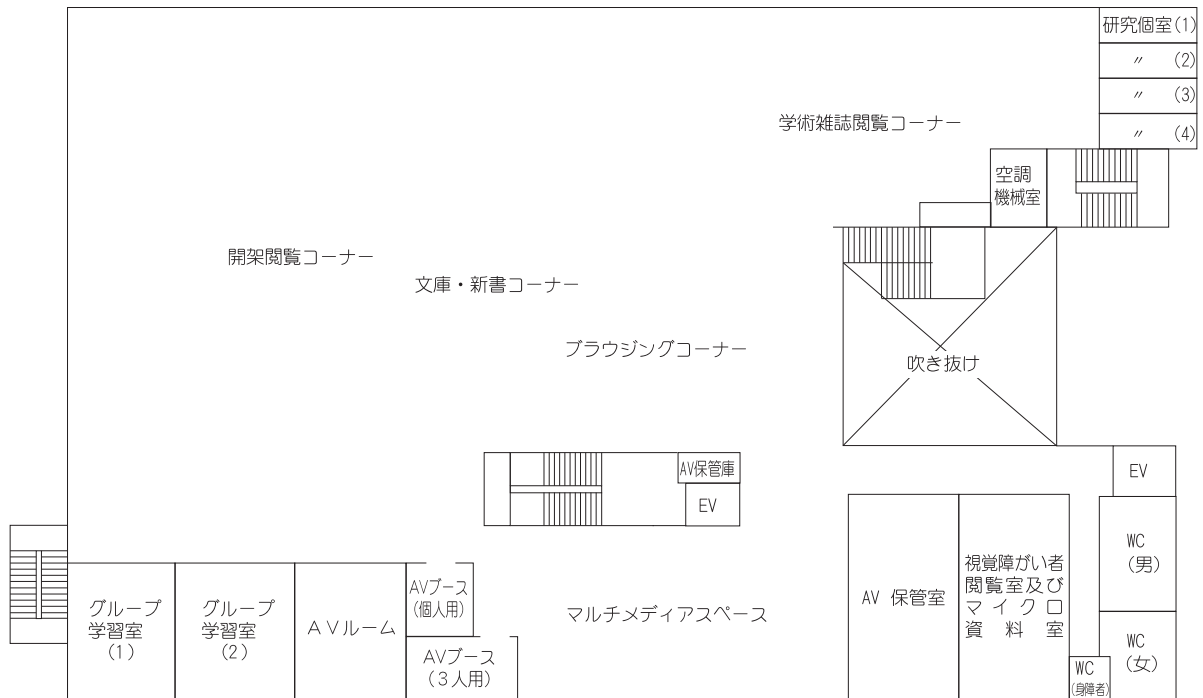 研究個室(1)
〃 (2)
〃 (3)
〃 (4)
学術雑誌閲覧コーナー
空調
機械室
開架閲覧コーナー
文庫・新書コーナー
ブラウジングコーナー
吹き抜け
AV保管庫
EV
EV
グループ
学習室
(1)
グループ
学習室
(2)
AVルーム
AVブース
(個人用)
AVブース
(3人用)
マルチメディアスペース
AV 保管室
視覚障がい者
閲覧室及び
マイクロ
資料室
WC
(男)
WC
(女)
WC
(身障者)